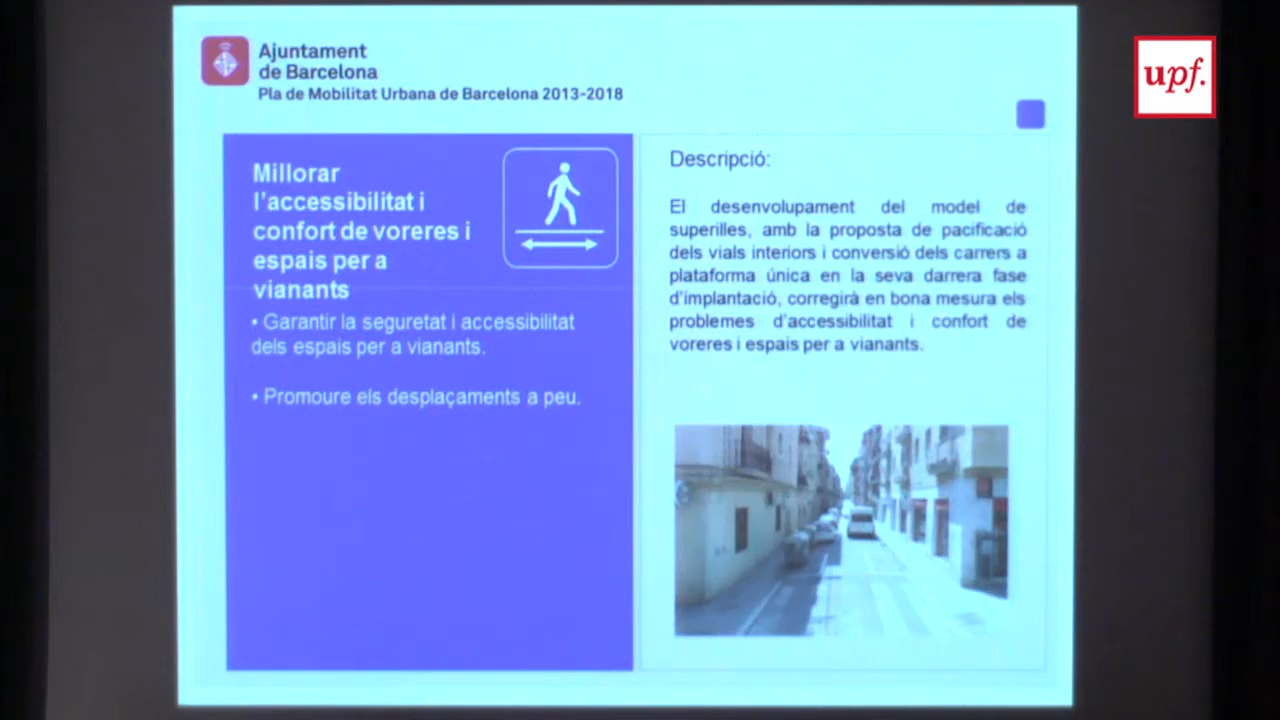 Ajuntament
de Barcelona
Pla de Mobilitat Urbana de Barcelona 2013-2018
upf.
Millorar
l'accessibilitat i
confort de voreres i
espais per a
vianants
• Garantir la seguretat i accessibilitat
dels espais per a vianants.
• Promoure els desplaçaments a peu.
Descripció:
El desenvolupament del model de
superilles, amb la proposta de pacificació
dels vials interiors i conversió dels carrers a
plataforma única en la seva darrera fase
d'implantació, corregirà en bona mesura els
problemes d'accessibilitat i confort de
voreres i espais per a vianants.